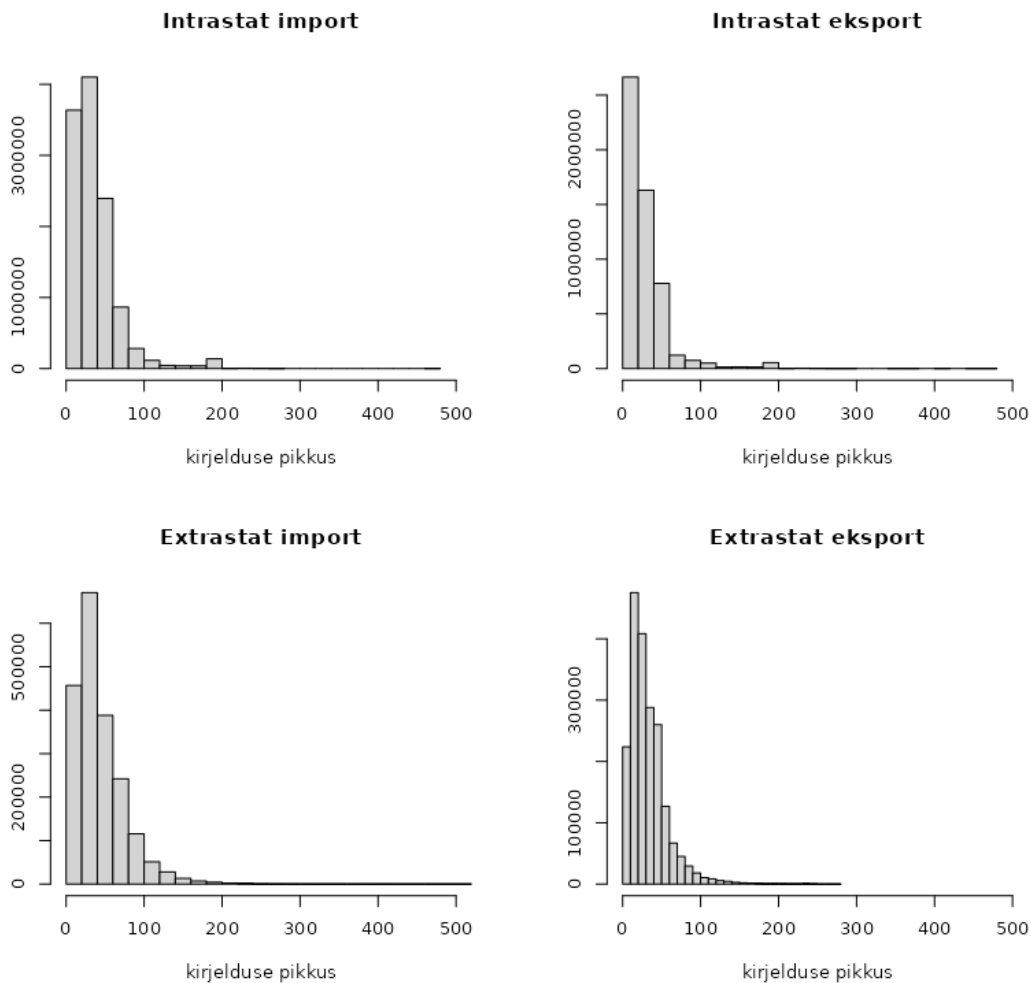 Intrastat import
3000000
1000000
0
0 100 200 300 400 500
kirjelduse pikkus
Intrastat eksport
2000000
1000000
0
0 100 200 300 400 500
kirjelduse pikkus
Extrastat import
500000
200000
0
0 100 200 300 400 500
kirjelduse pikkus
Extrastat eksport
300000
100000
0
0 100 200 300 400 500
kirjelduse pikkus